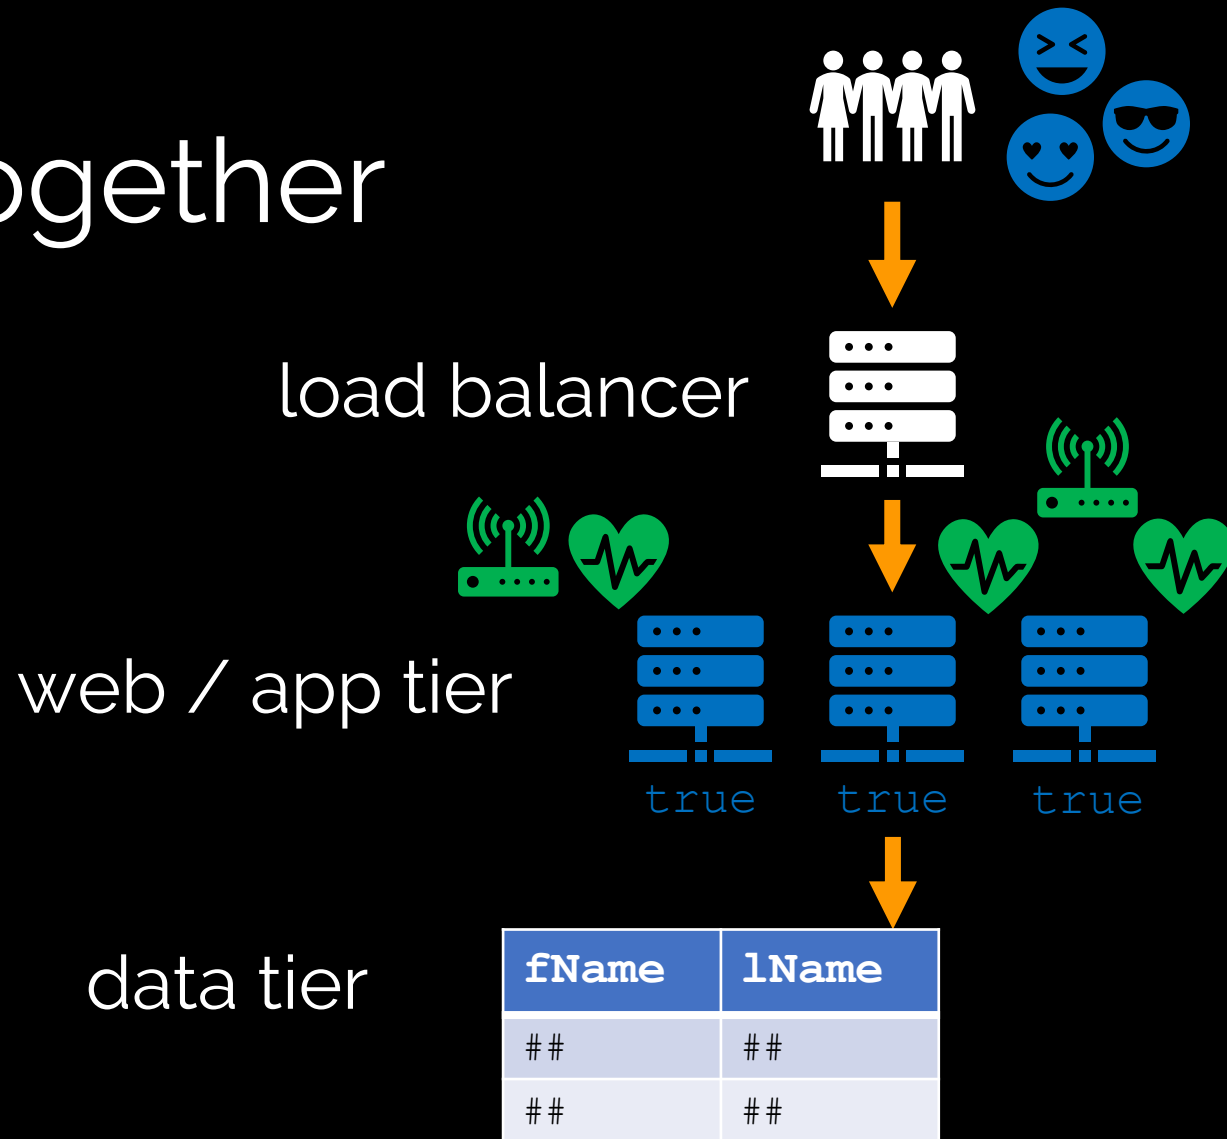 ogether
load balancer
web / app tier
true true true
data tier
fName lName
## ##
## ##